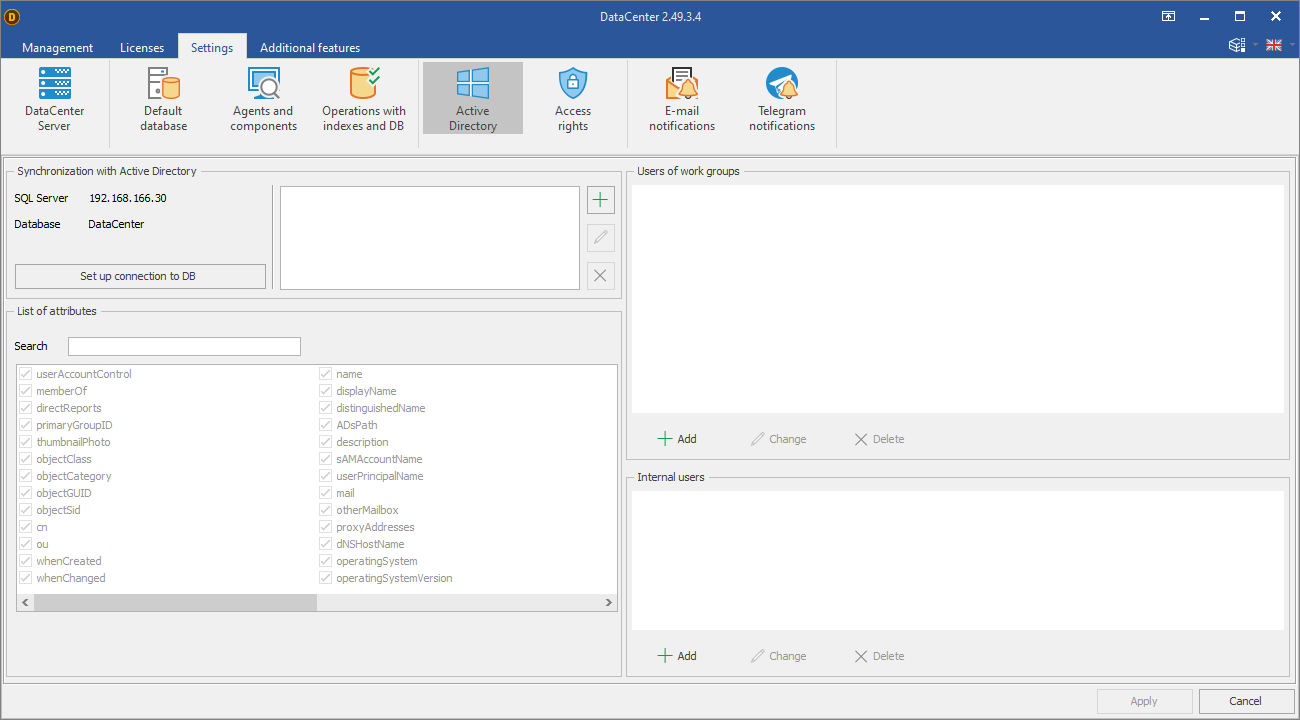 D
DataCenter 2.49.3.4
Management
Licenses
Settings
Additional features
DataCenter
Server
Default
database
Agents and
components
Operations with
indexes and DB
Active
Directory
Access
rights
E-mail
notifications
Telegram
notifications
Synchronization with Active Directory
SQL Server 192.168.166.30
Database DataCenter
Set up connection to DB
List of attributes
Search
userAccountControl
memberOf
directReports
primaryGroupID
thumbnailPhoto
objectClass
objectCategory
objectGUID
objectSid
cn
ou
whenCreated
whenChanged
name
displayName
distinguishedName
ADsPath
description
sAMAccountName
userPrincipalName
mail
otherMailbox
proxyAddresses
dNSHostName
operatingSystem
operatingSystemVersion
Users of work groups
Add
Change
Delete
Internal users
Add
Change
Delete
Apply
Cancel